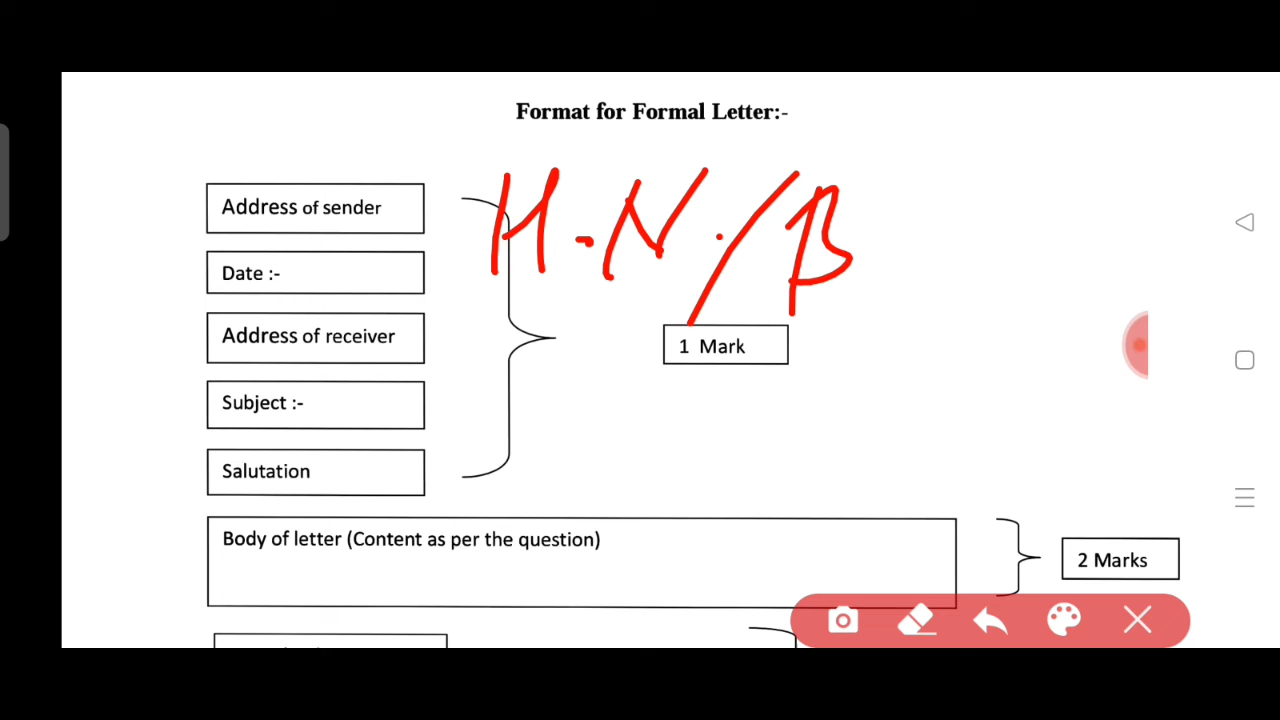 Format for Formal Letter:-
H.N./B
Address of sender
Date :-
Address of receiver
1 Mark
Subject :-
Salutation
Body of letter (Content as per the question)
2 Marks